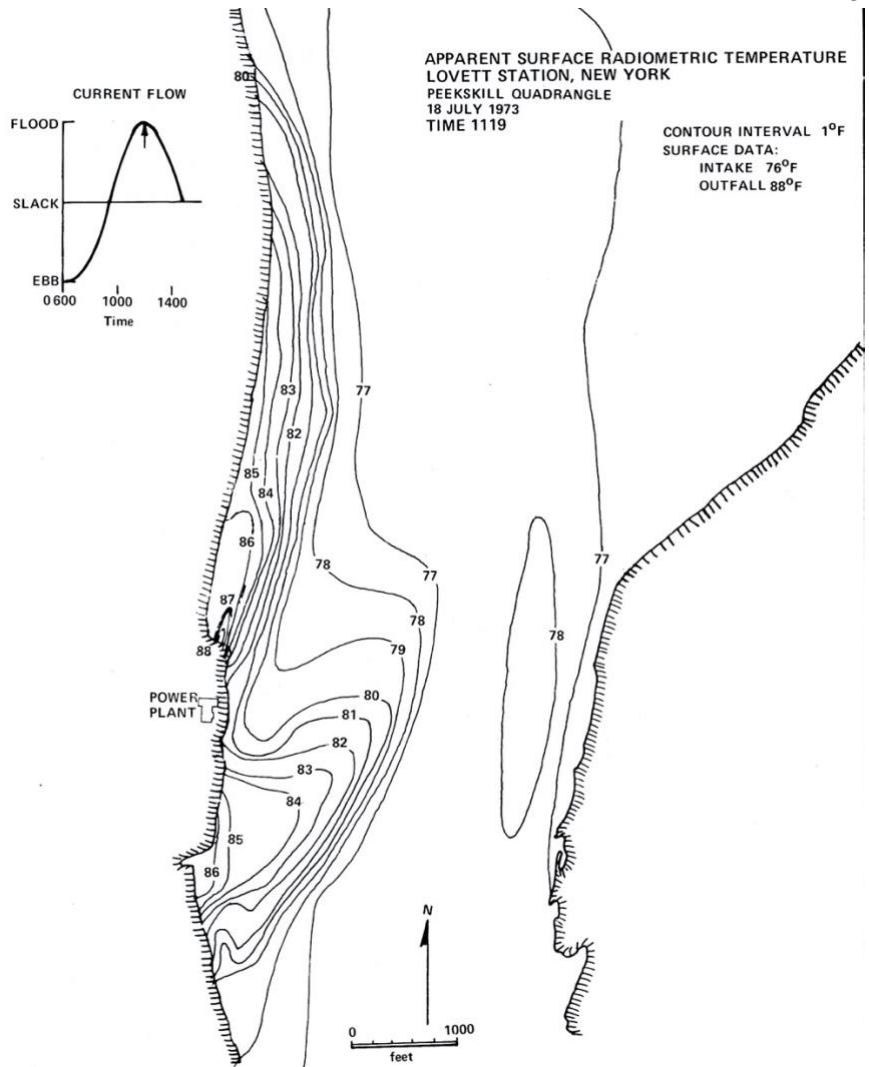 APPARENT SURFACE RADIOMETRIC TEMPERATURE
LOVETT STATION, NEW YORK
PEEKSKILL QUADRANGLE
18 JULY 1973
TIME 1119
CONTOUR INTERVAL 1°F
SURFACE DATA:
INTAKE 76°F
OUTFALL 88°F
CURRENT FLOW
FLOOD
SLACK
EBB
0600
1000
1400
Time
80
83
77
82
85
84
86
78
77
77
87
78
78
88
79
POWER
PLANT
80
81
82
83
84
85
86
N
0
1000
feet